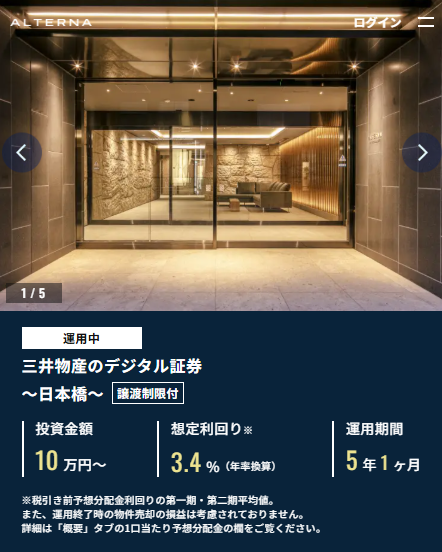 ALTERNA
ログイン
1 / 5
運用中
三井物産のデジタル証券
〜日本橋〜 譲渡制限付
投資金額
10 万円〜
想定利回り※
3.4 % （年率換算）
運用期間
5 年 1 ヶ月
※税引き前予想分配金利回りの第一期・第二期平均値。
また、運用終了時の物件売却の損益は考慮されておりません。
詳細は「概要」タブの1口当たり予想分配金の欄をご覧ください。